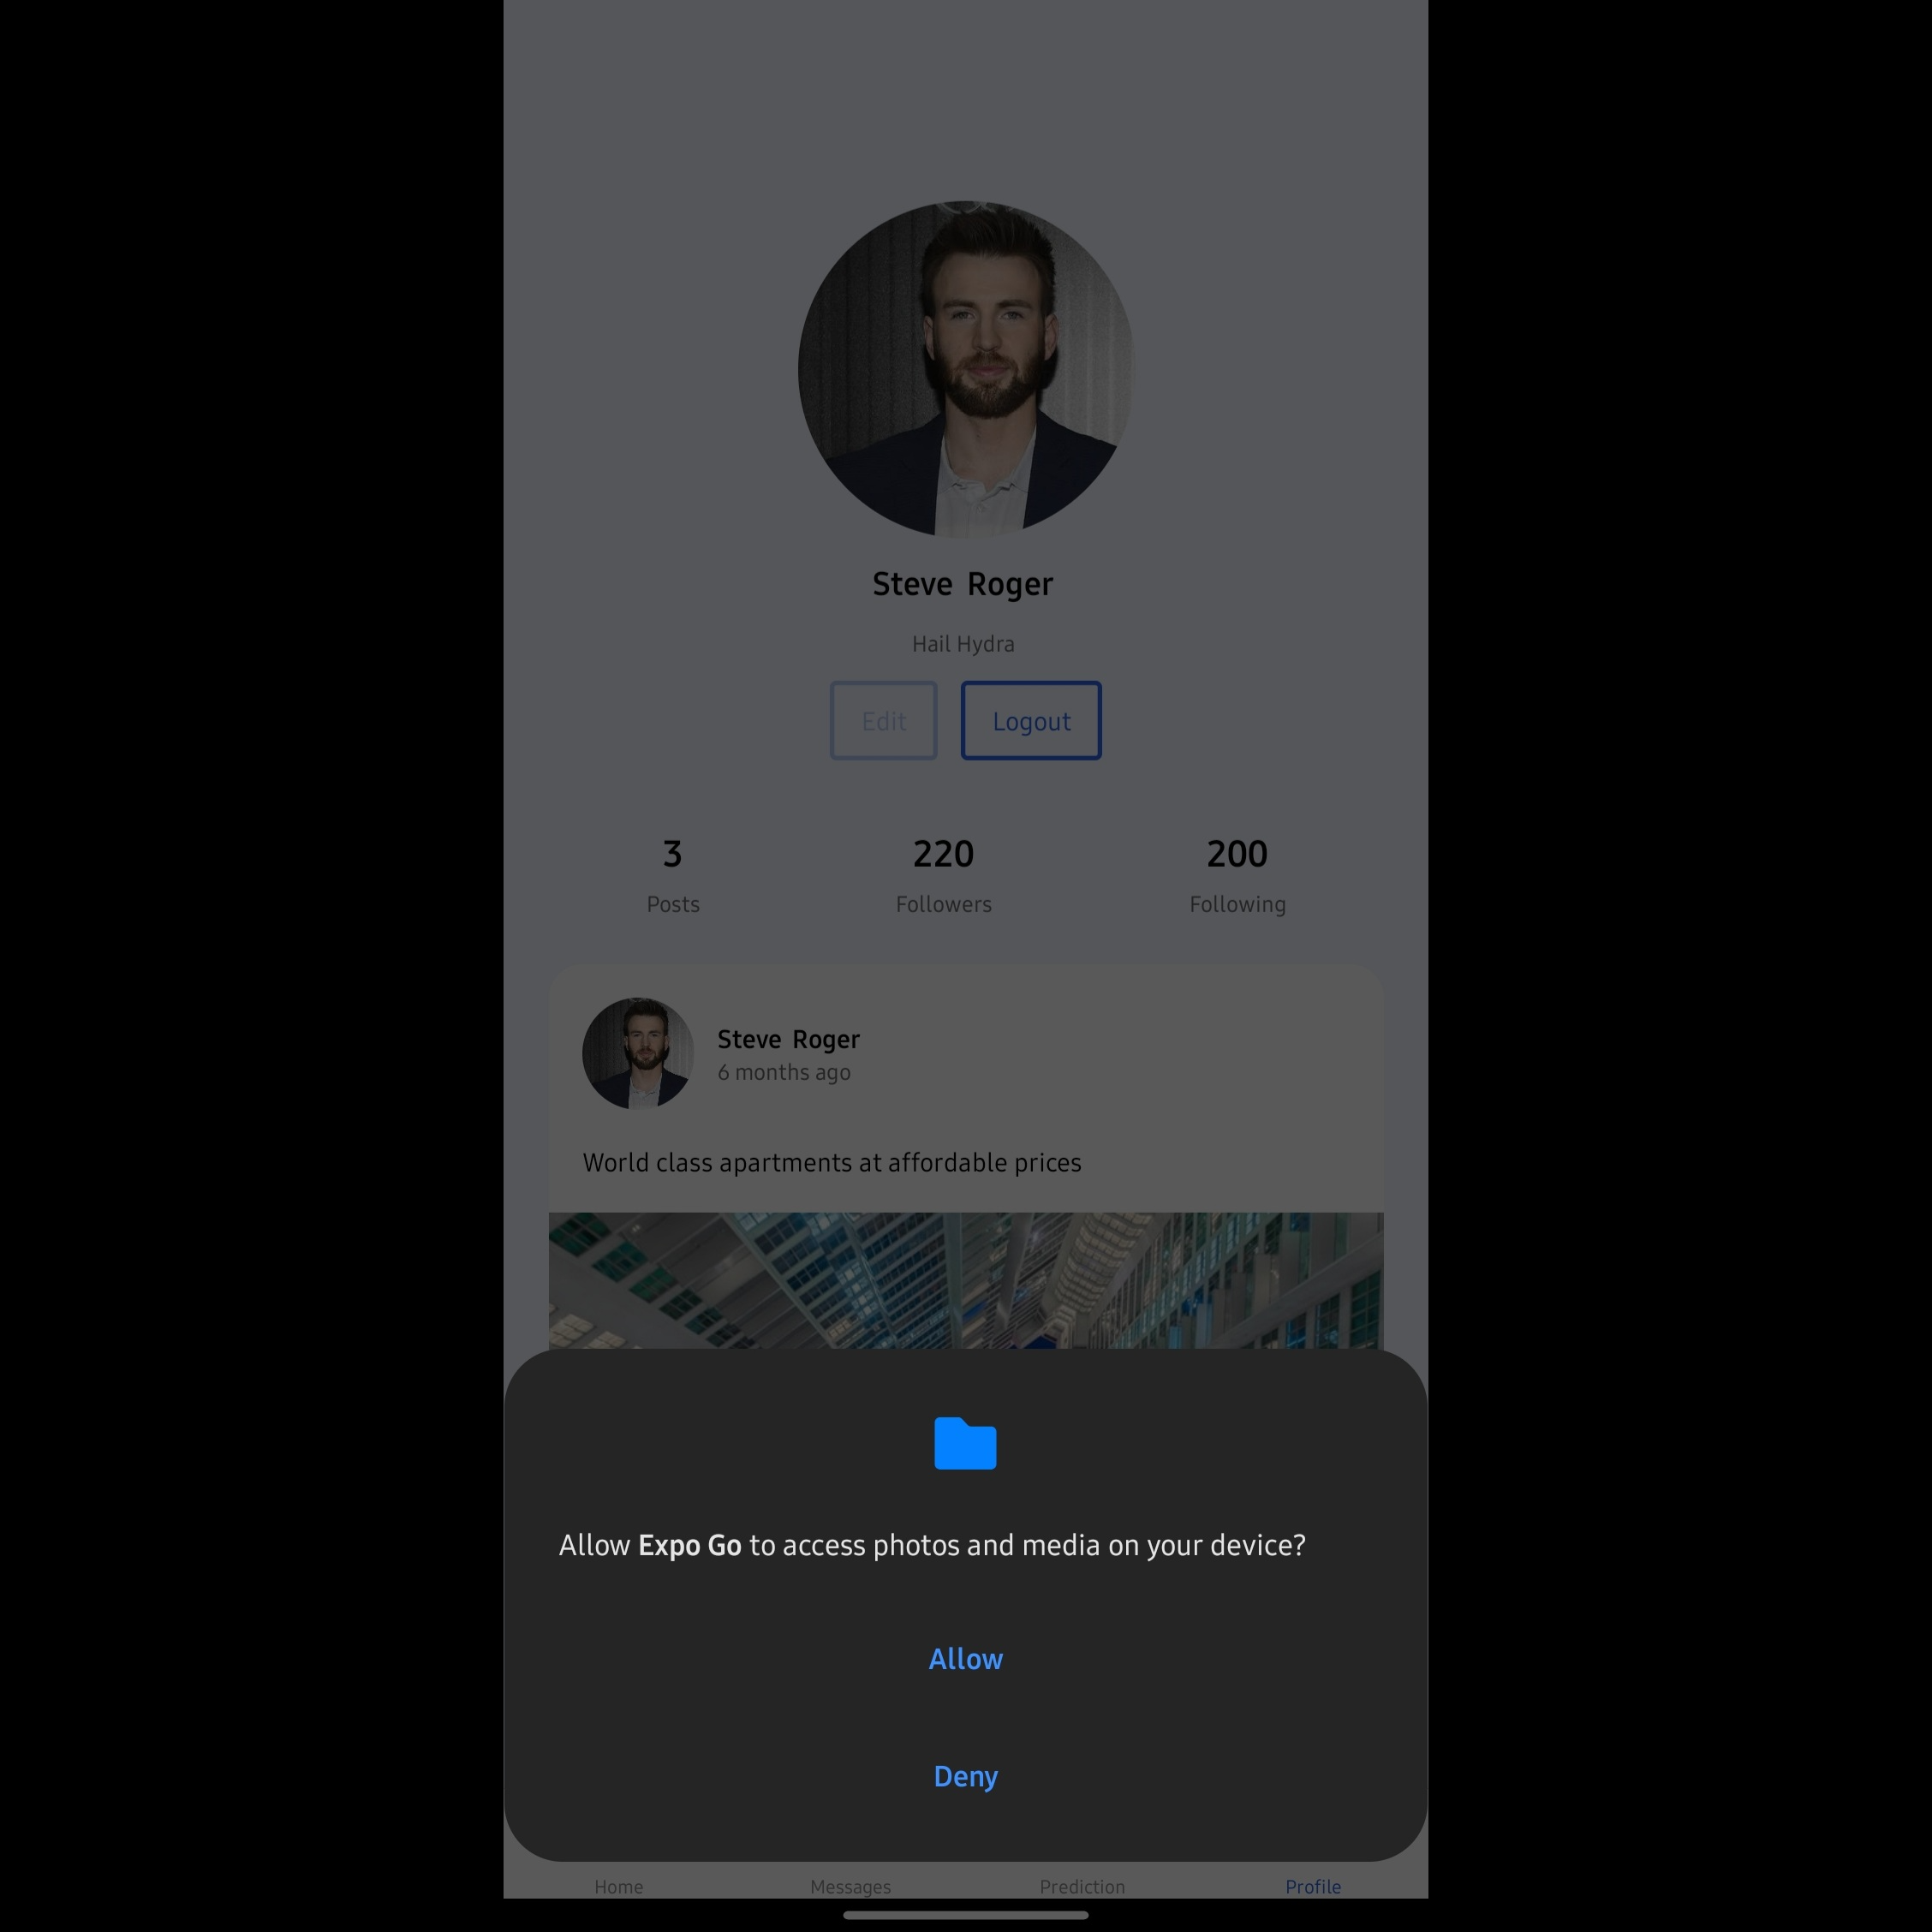 Steve Roger
Hail Hydra
Edit Logout
3 220 200
Posts Followers Following
Steve Roger
6 months ago
World class apartments at affordable prices
Allow Expo Go to access photos and media on your device?
Allow
Deny
Home Messages Prediction Profile